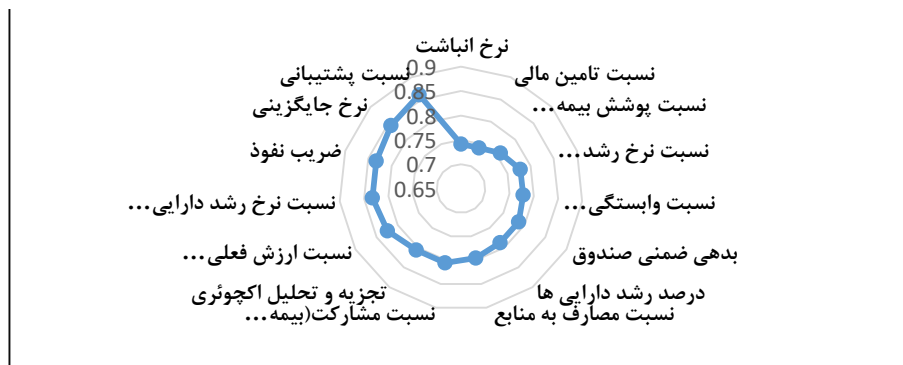 نرخ انباشت
نسبت تامین مالی
نسبت پوشش بیمه...
نسبت نرخ رشد...
نسبت وابستگی...
بدهی ضمنی صندوق
درصد رشد دارایی ها
نسبت مصارف به منابع
نسبت مشارکت(بیمه...
تجزیه و تحلیل اکچوئری
نسبت ارزش فعلی...
نسبت نرخ رشد دارایی...
ضریب نفوذ
نرخ جایگزینی
نسبت پشتیبانی
0.9
0.85
0.8
0.75
0.7
0.65